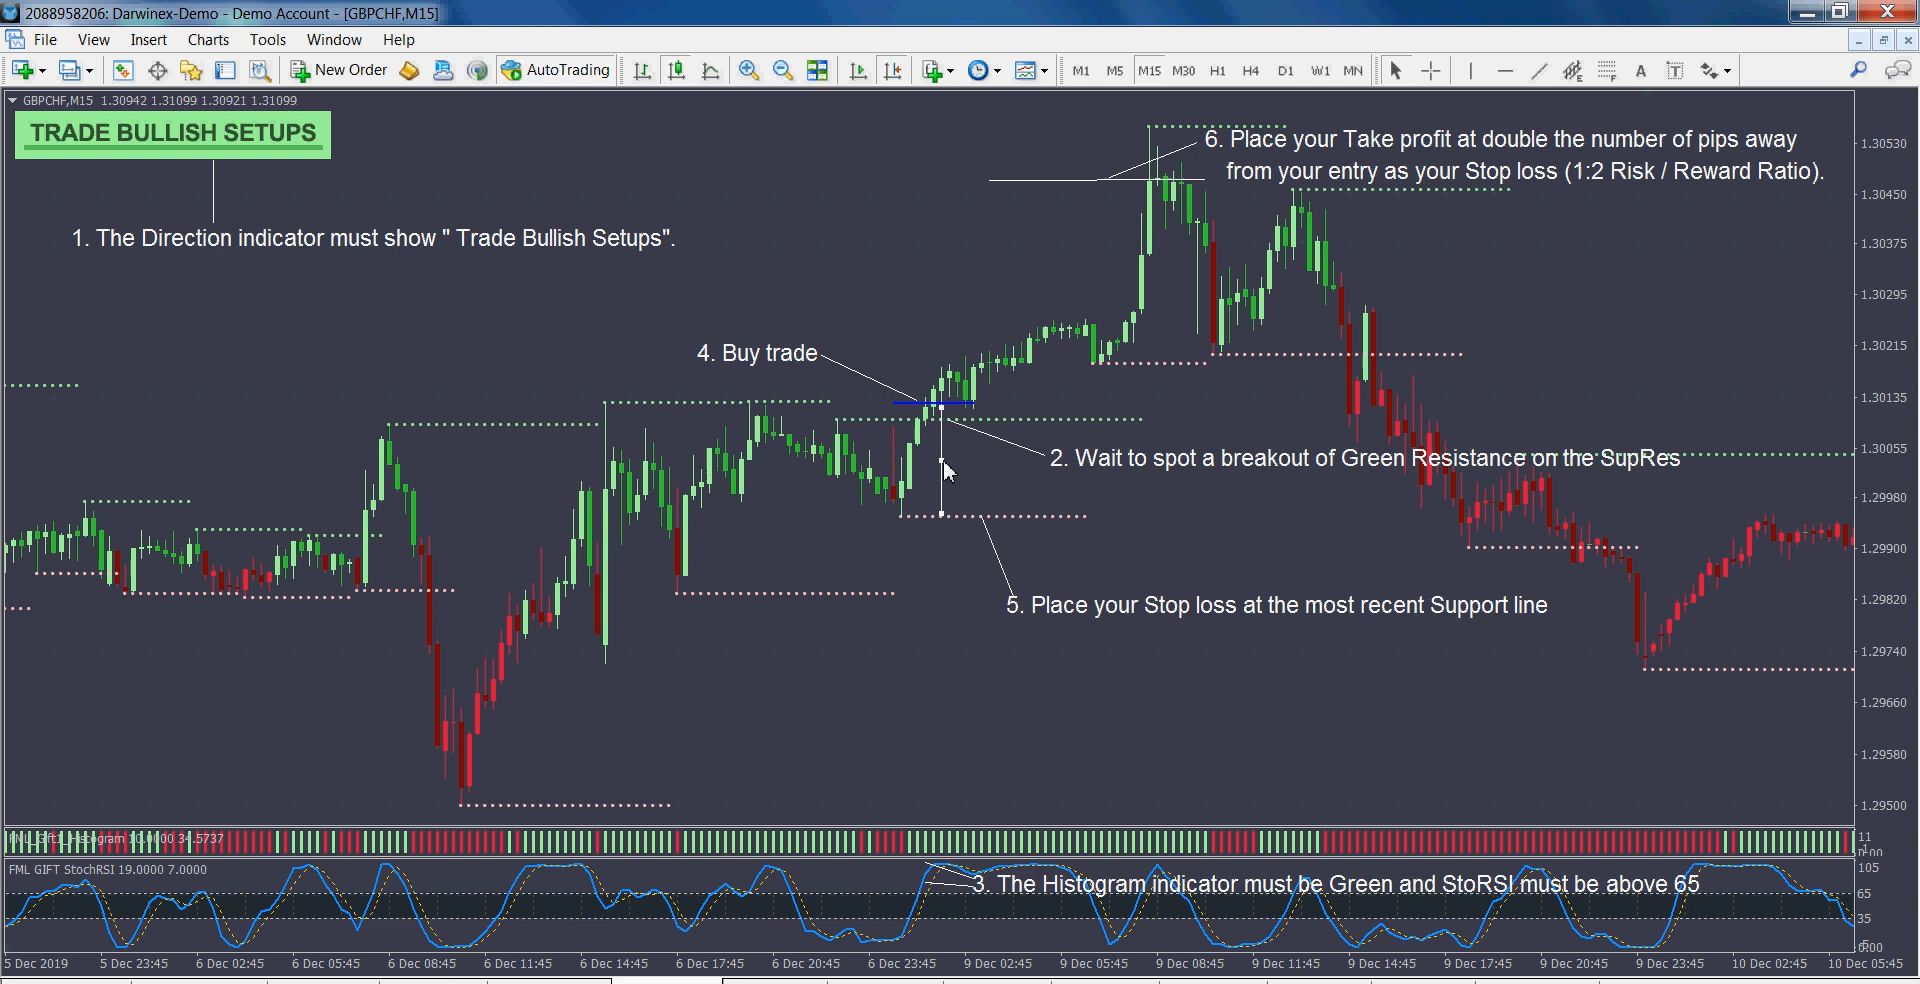 2088958206: Darwinex-Demo - Demo Account - [GBPCHF,M15]
File View Insert Charts Tools Window Help
New Order AutoTrading M1 M5 M15 M30 H1 H4 D1 W1 MN
GBPCHF,M15 1.30942 1.31099 1.30921 1.31099
TRADE BULLISH SETUPS
6. Place your Take profit at double the number of pips away
from your entry as your Stop loss (1:2 Risk / Reward Ratio).
1. The Direction indicator must show " Trade Bullish Setups".
4. Buy trade
2. Wait to spot a breakout of Green Resistance on the SupRes
5. Place your Stop loss at the most recent Support line
1.30530
1.30450
1.30375
1.30295
1.30215
1.30135
1.30055
1.29980
1.29900
1.29820
1.29740
1.29660
1.29580
1.29500
FML_Gift1_Histogram 10.0000 34.5737
11
FML GIFT StochRSI 19.0000 7.0000
105
3. The Histogram indicator must be Green and StoRSI must be above 65
65
35
5 Dec 2019 5 Dec 23:45 6 Dec 02:45 6 Dec 05:45 6 Dec 08:45 6 Dec 11:45 6 Dec 14:45 6 Dec 17:45 6 Dec 20:45 6 Dec 23:45 9 Dec 02:45 9 Dec 05:45 9 Dec 08:45 9 Dec 11:45 9 Dec 14:45 9 Dec 17:45 9 Dec 20:45 9 Dec 23:45 10 Dec 02:45 10 Dec 05:45